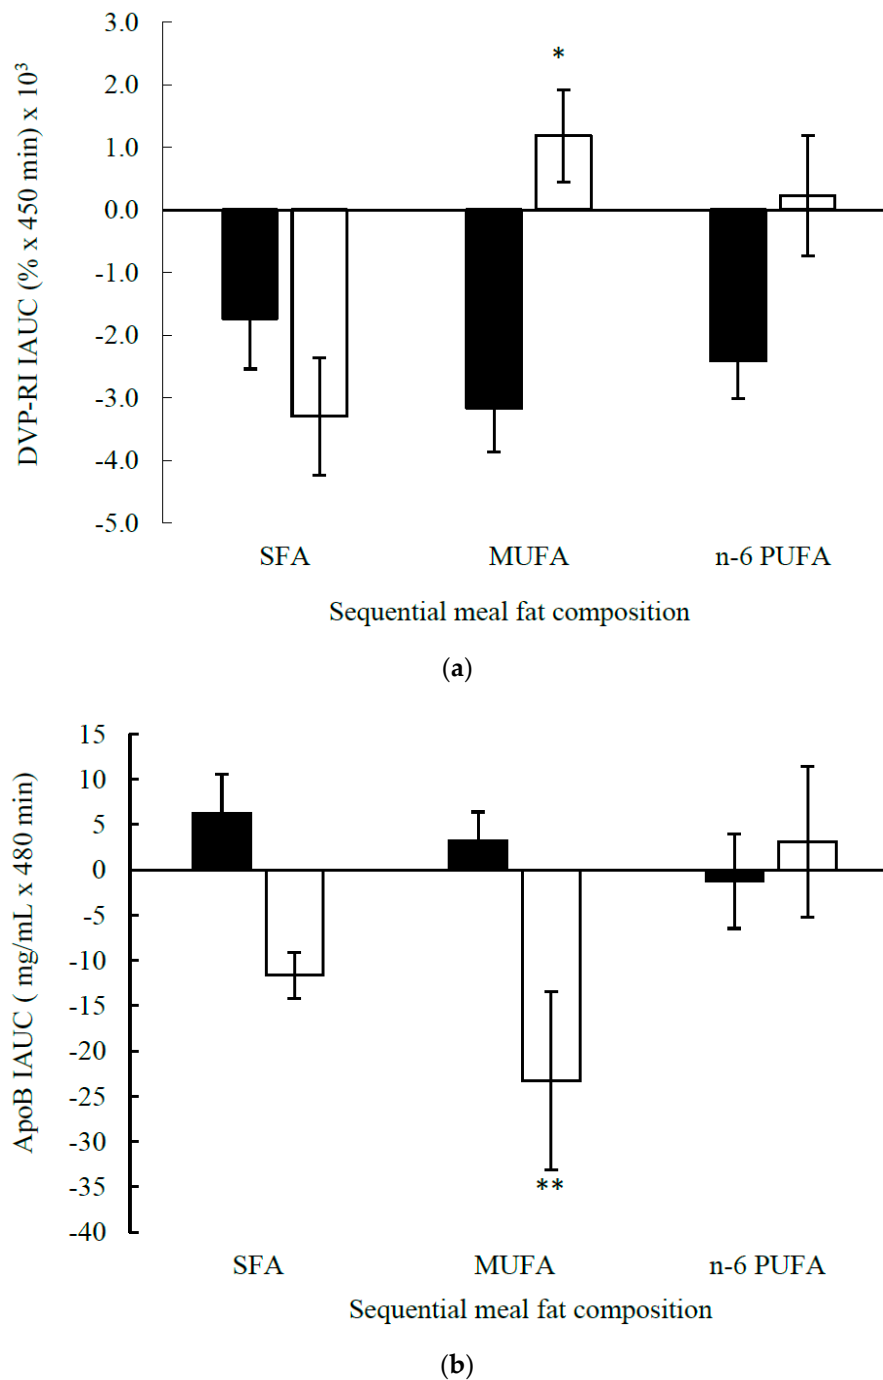 DVP-RI IAUC (% x 450 min) x 10³
3.0
2.0
1.0
0.0
-1.0
-2.0
-3.0
-4.0
-5.0
*
SFA MUFA n-6 PUFA
Sequential meal fat composition
(a)
ApoB IAUC ( mg/mL x 480 min)
15
10
5
0
-5
-10
-15
-20
-25
-30
-35
-40
**
SFA MUFA n-6 PUFA
Sequential meal fat composition
(b)